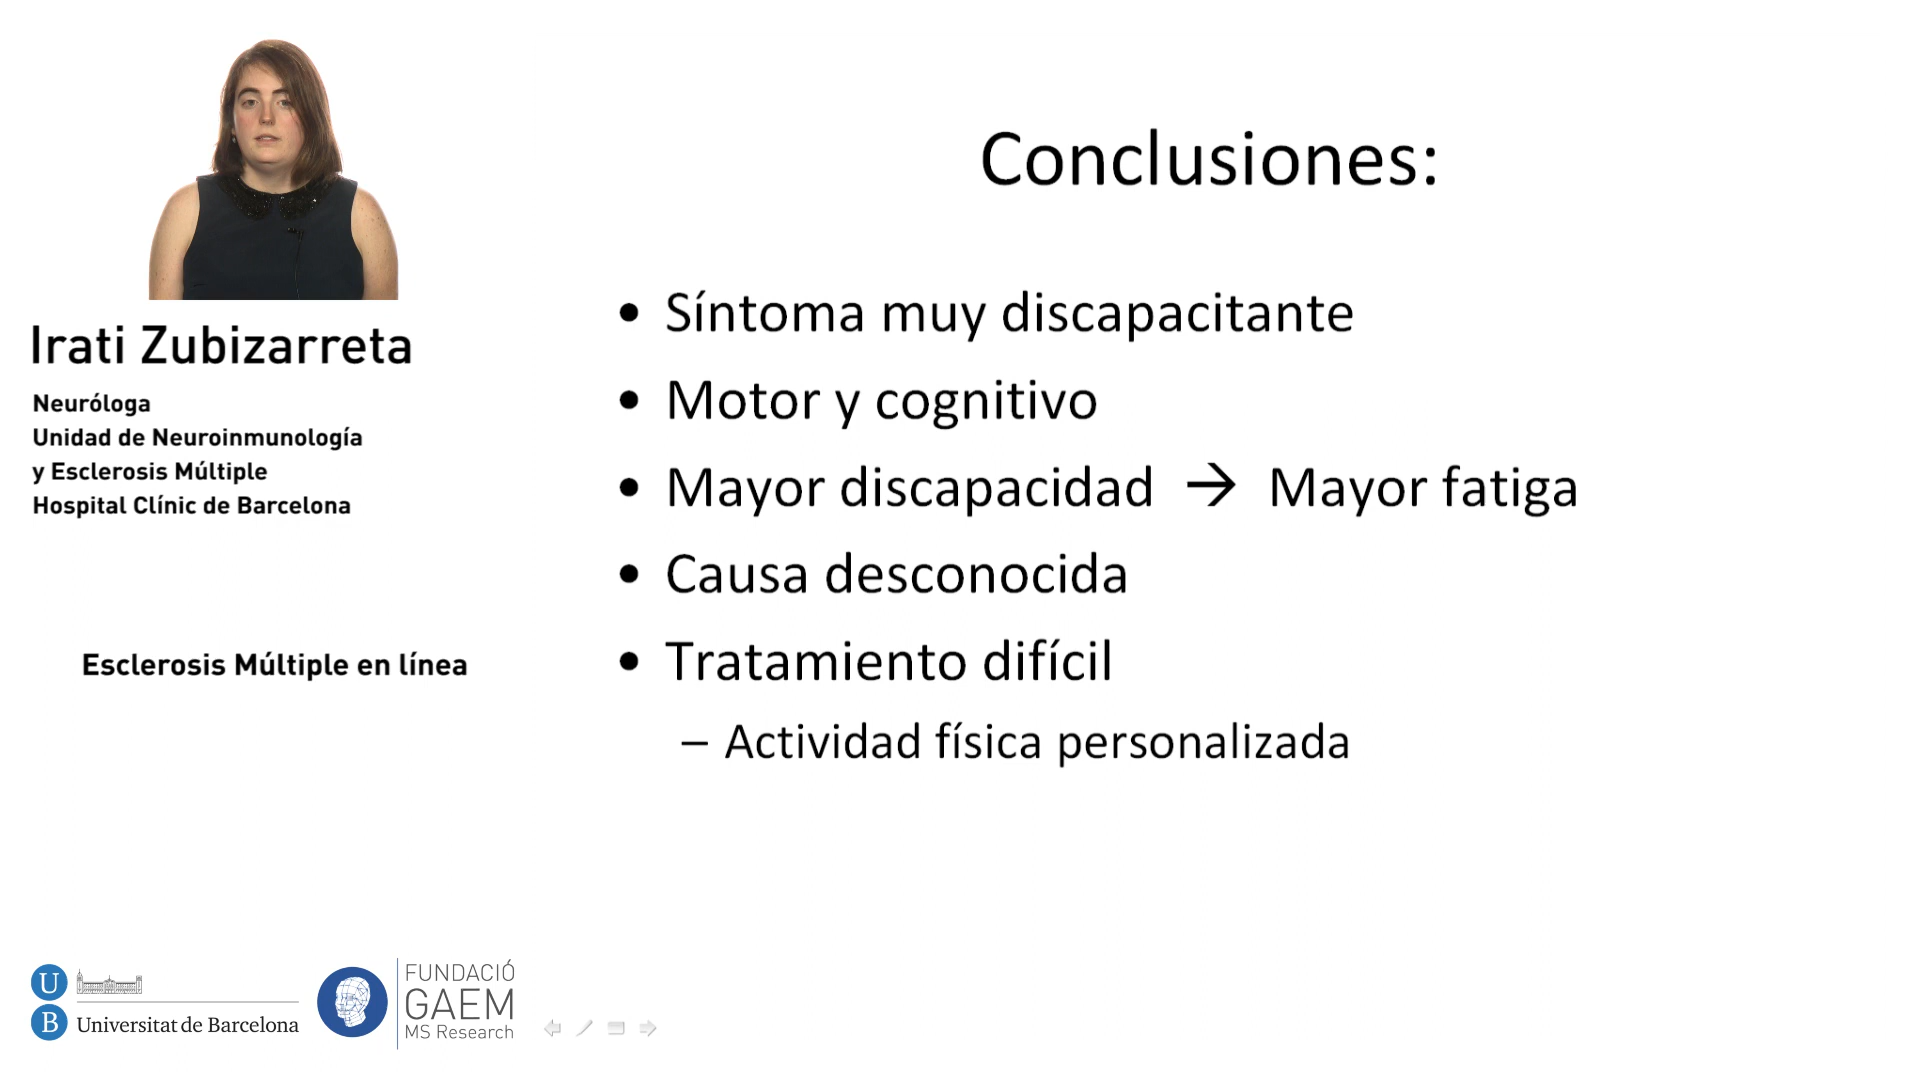 Conclusiones:
• Síntoma muy discapacitante
• Motor y cognitivo
• Mayor discapacidad → Mayor fatiga
• Causa desconocida
• Tratamiento difícil
– Actividad física personalizada
Irati Zubizarreta
Neuróloga
Unidad de Neuroinmunología
y Esclerosis Múltiple
Hospital Clínic de Barcelona
Esclerosis Múltiple en línea
U
B
Universitat de Barcelona
FUNDACIÓ
GAEM
MS Research